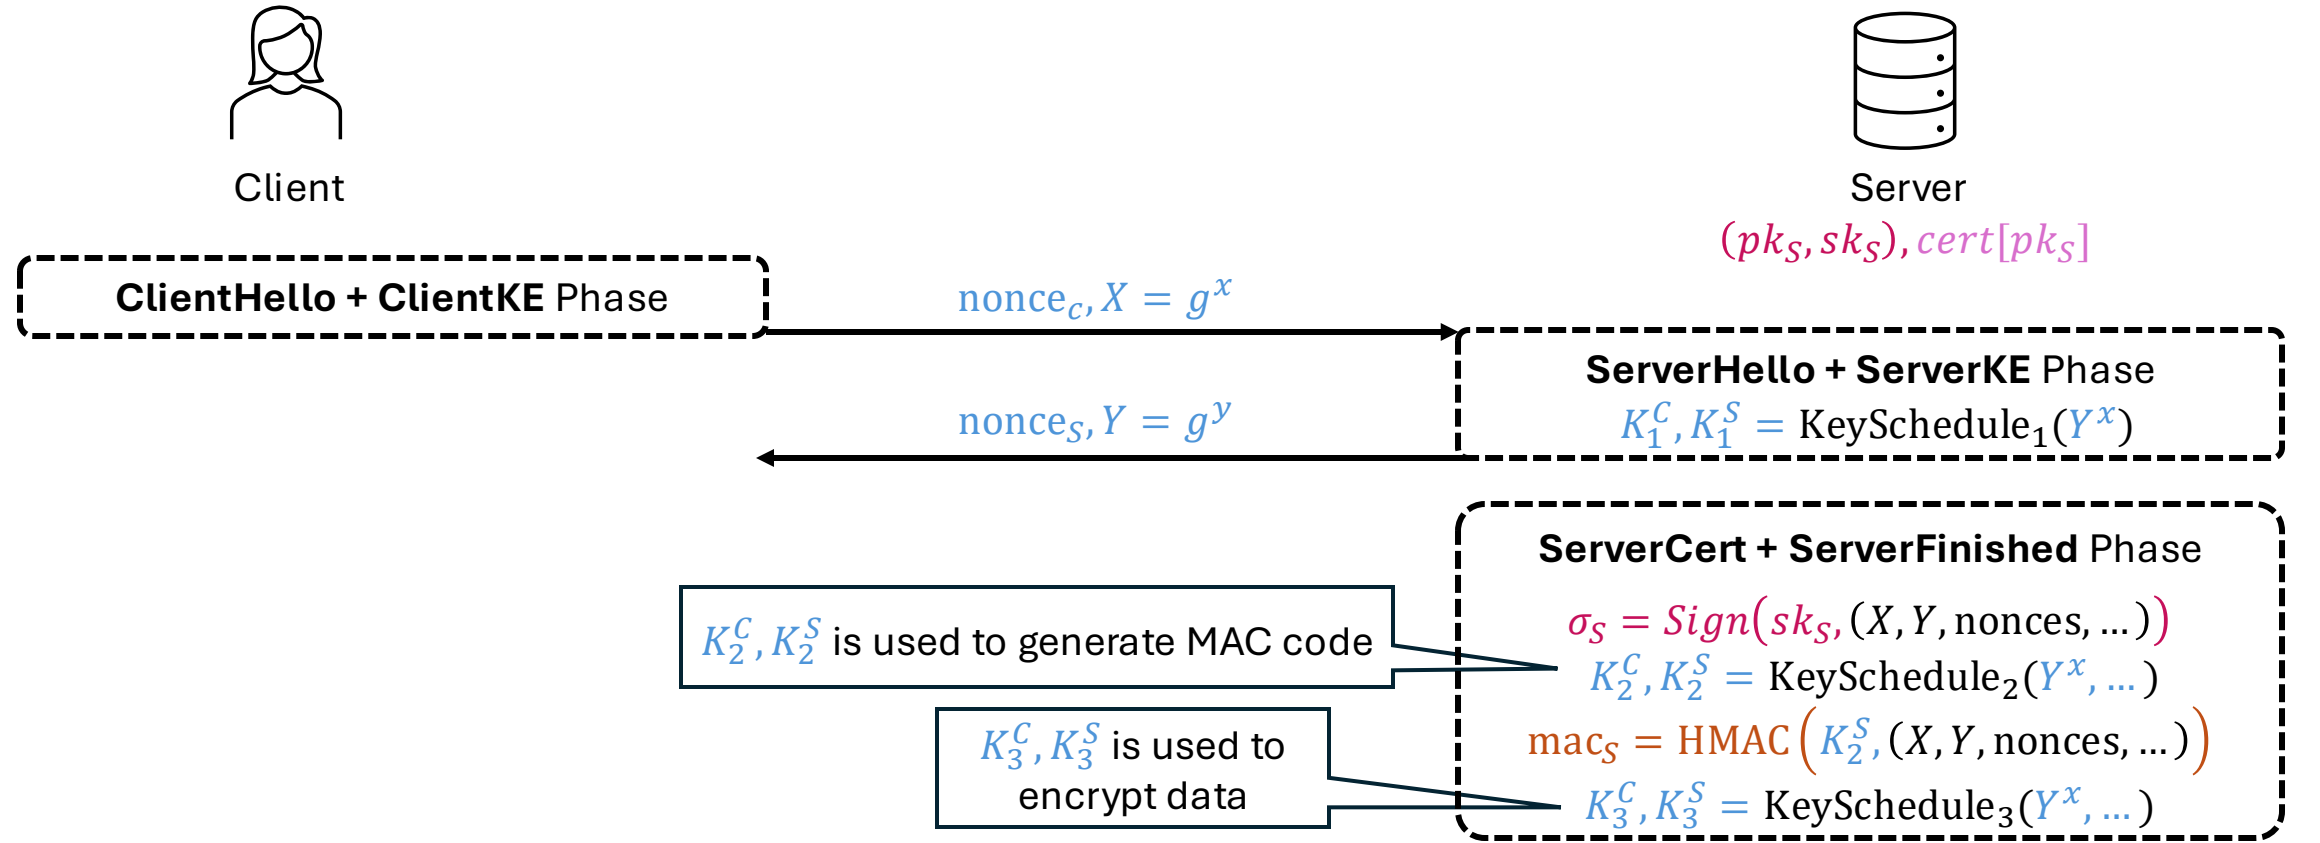 Client
Server
(pk_S, sk_S), cert[pk_S]
ClientHello + ClientKE Phase
nonce_c, X = g^x
ServerHello + ServerKE Phase
K_1^C, K_1^S = KeySchedule_1(Y^x)
nonce_S, Y = g^y
ServerCert + ServerFinished Phase
σ_S = Sign(sk_S, (X, Y, nonces, …))
K_2^C, K_2^S is used to generate MAC code
K_2^C, K_2^S = KeySchedule_2(Y^x, …)
mac_S = HMAC(K_2^S, (X, Y, nonces, …))
K_3^C, K_3^S is used to
encrypt data
K_3^C, K_3^S = KeySchedule_3(Y^x, …)